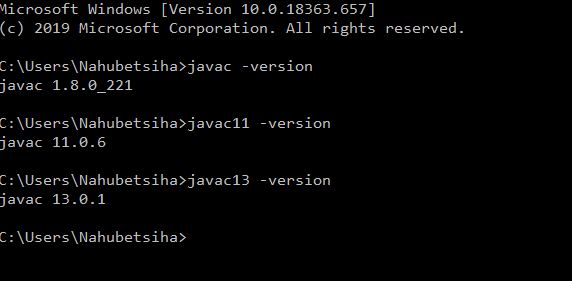 Microsoft Windows [Version 10.0.18363.657]
(c) 2019 Microsoft Corporation. All rights reserved.
C:\Users\Nahubetsiha>javac -version
javac 1.8.0_221
C:\Users\Nahubetsiha>javac11 -version
javac 11.0.6
C:\Users\Nahubetsiha>javac13 -version
javac 13.0.1
C:\Users\Nahubetsiha>